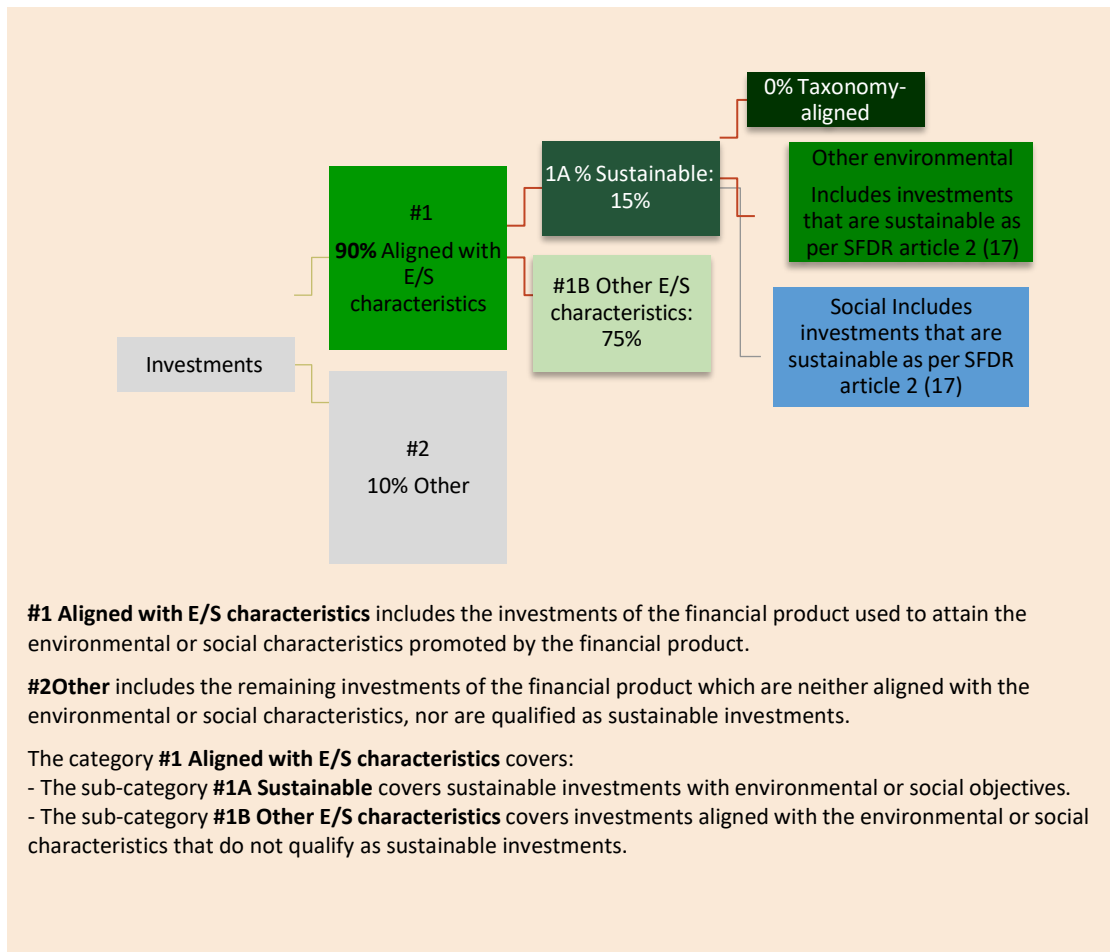 0% Taxonomy-
aligned
Other environmental
Includes investments
that are sustainable as
per SFDR article 2 (17)
1A % Sustainable:
15%
#1
90% Aligned with
E/S
characteristics
#1B Other E/S
characteristics:
75%
Social Includes
investments that are
sustainable as per SFDR
article 2 (17)
Investments
#2
10% Other
#1 Aligned with E/S characteristics includes the investments of the financial product used to attain the
environmental or social characteristics promoted by the financial product.
#2Other includes the remaining investments of the financial product which are neither aligned with the
environmental or social characteristics, nor are qualified as sustainable investments.
The category #1 Aligned with E/S characteristics covers:
- The sub-category #1A Sustainable covers sustainable investments with environmental or social objectives.
- The sub-category #1B Other E/S characteristics covers investments aligned with the environmental or social
characteristics that do not qualify as sustainable investments.